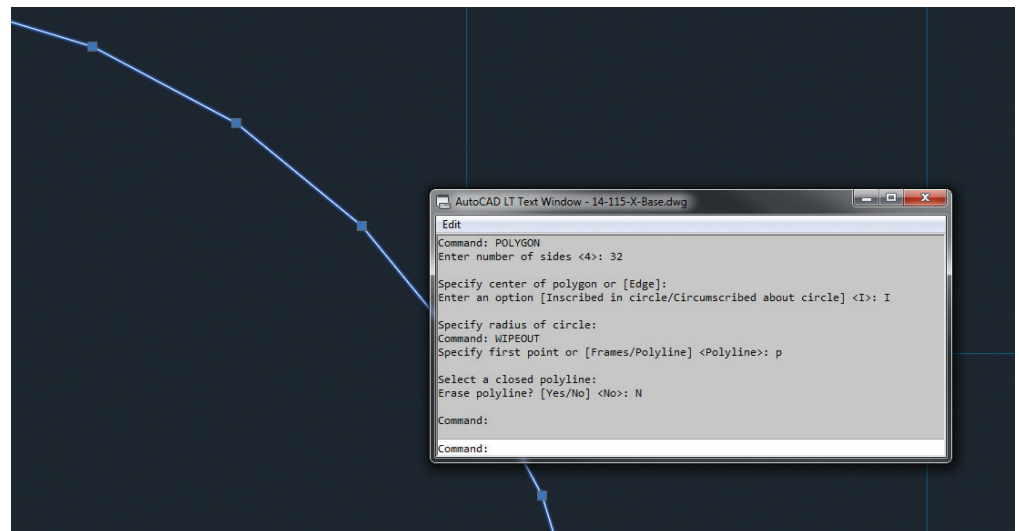 AutoCAD LT Text Window - 14-115-X-Base.dwg
Edit
Command: POLYGON
Enter number of sides <4>: 32
Specify center of polygon or [Edge]:
Enter an option [Inscribed in circle/Circumscribed about circle] <I>: I
Specify radius of circle:
Command: WIPEOUT
Specify first point or [Frames/Polyline] <Polyline>: p
Select a closed polyline:
Erase polyline? [Yes/No] <No>: N
Command:
Command: